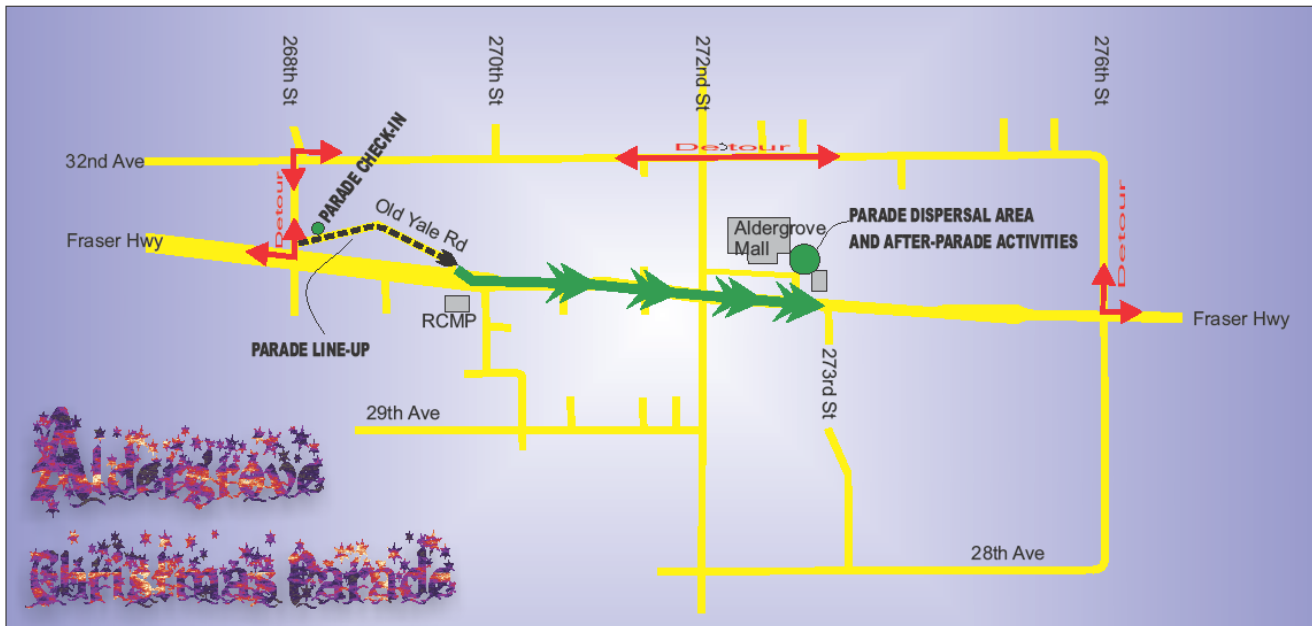 268th St
270th St
272nd St
276th St
PARADE CHECK-IN
32nd Ave
Detour
Detour
Old Yale Rd
Fraser Hwy
Aldergrove
Mall
PARADE DISPERSAL AREA
AND AFTER-PARADE ACTIVITIES
Detour
RCMP
Fraser Hwy
PARADE LINE-UP
273rd St
29th Ave
Aldergrove
28th Ave
Christmas Parade